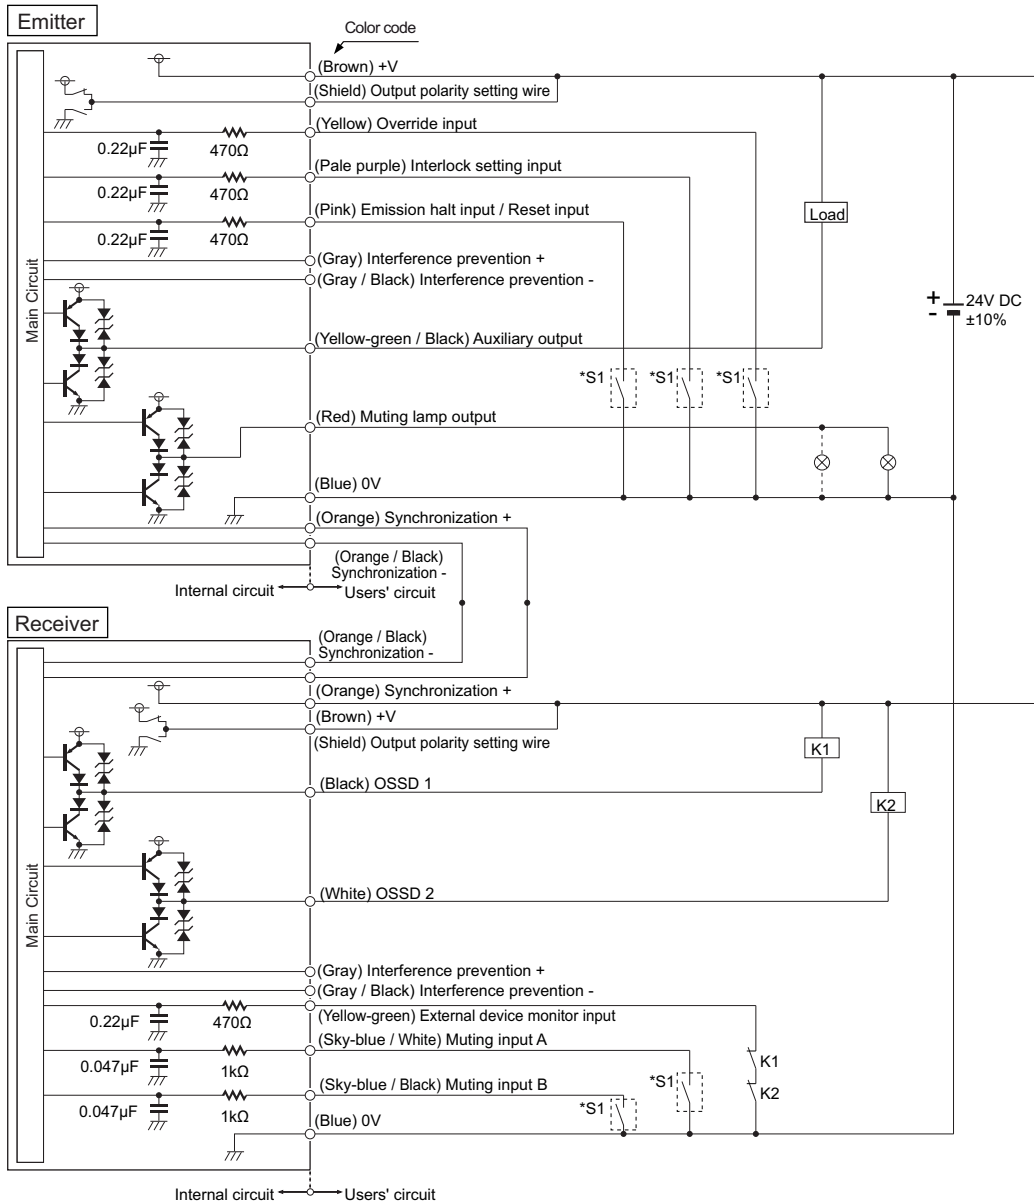 Emitter
Color code
(Brown) +V
(Shield) Output polarity setting wire
(Yellow) Override input
0.22μF
470Ω
(Pale purple) Interlock setting input
0.22μF
470Ω
(Pink) Emission halt input / Reset input
0.22μF
470Ω
Load
(Gray) Interference prevention +
(Gray / Black) Interference prevention -
Main Circuit
+
-
24V DC
±10%
(Yellow-green / Black) Auxiliary output
*S1
*S1
*S1
(Red) Muting lamp output
(Blue) 0V
(Orange) Synchronization +
(Orange / Black)
Synchronization -
Internal circuit
Users' circuit
Receiver
(Orange / Black)
Synchronization -
(Orange) Synchronization +
(Brown) +V
(Shield) Output polarity setting wire
K1
(Black) OSSD 1
K2
Main Circuit
(White) OSSD 2
(Gray) Interference prevention +
(Gray / Black) Interference prevention -
0.22μF
470Ω
(Yellow-green) External device monitor input
(Sky-blue / White) Muting input A
0.047μF
1kΩ
K1
*S1
K2
(Sky-blue / Black) Muting input B
0.047μF
1kΩ
*S1
(Blue) 0V
Internal circuit
Users' circuit